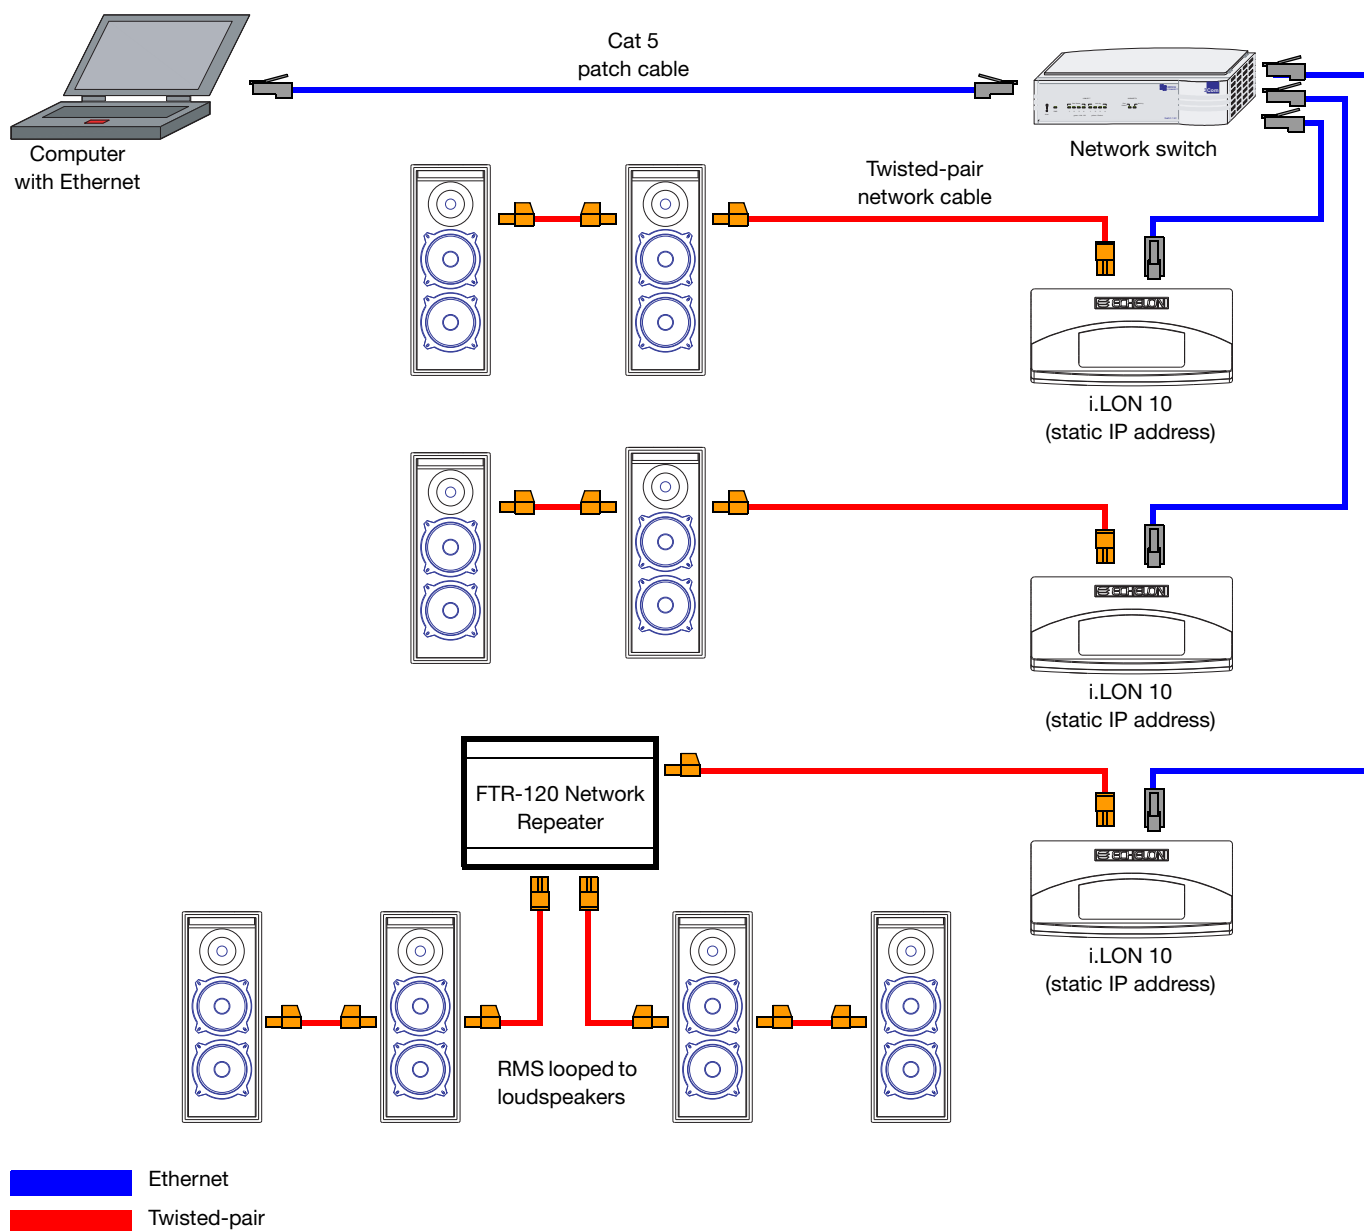 Cat 5
patch cable
Com
Computer
with Ethernet
Network switch
Twisted-pair
network cable
ECHELON
i.LON 10
(static IP address)
ECHELON
i.LON 10
(static IP address)
FTR-120 Network
Repeater
ECHELON
i.LON 10
(static IP address)
RMS looped to
loudspeakers
Ethernet
Twisted-pair